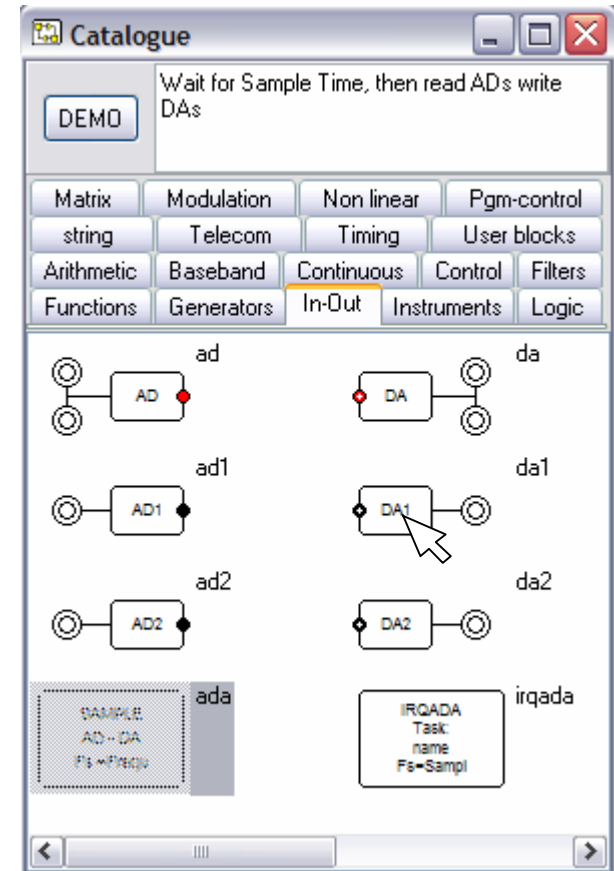 Catalogue
DEMO
Wait for Sample Time, then read ADs write
DAs
Matrix Modulation Non linear Pgm-control
string Telecom Timing User blocks
Arithmetic Baseband Continuous Control Filters
Functions Generators In-Out Instruments Logic
ad da
AD DA
ad1 da1
AD1 DA1
ad2 da2
AD2 DA2
ada irqada
SAMPLE
AD -- DA
IRQADA
Task:
name
Fs=Sampl